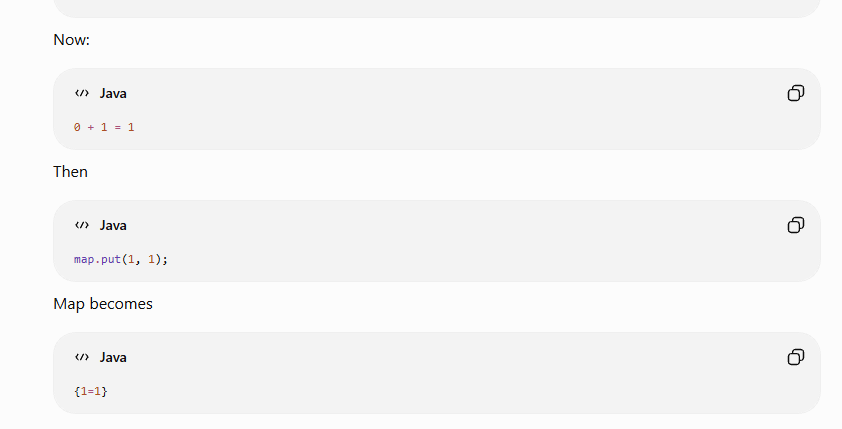 Now:
Java
0 + 1 = 1
Then
Java
map.put(1, 1);
Map becomes
Java
{1=1}